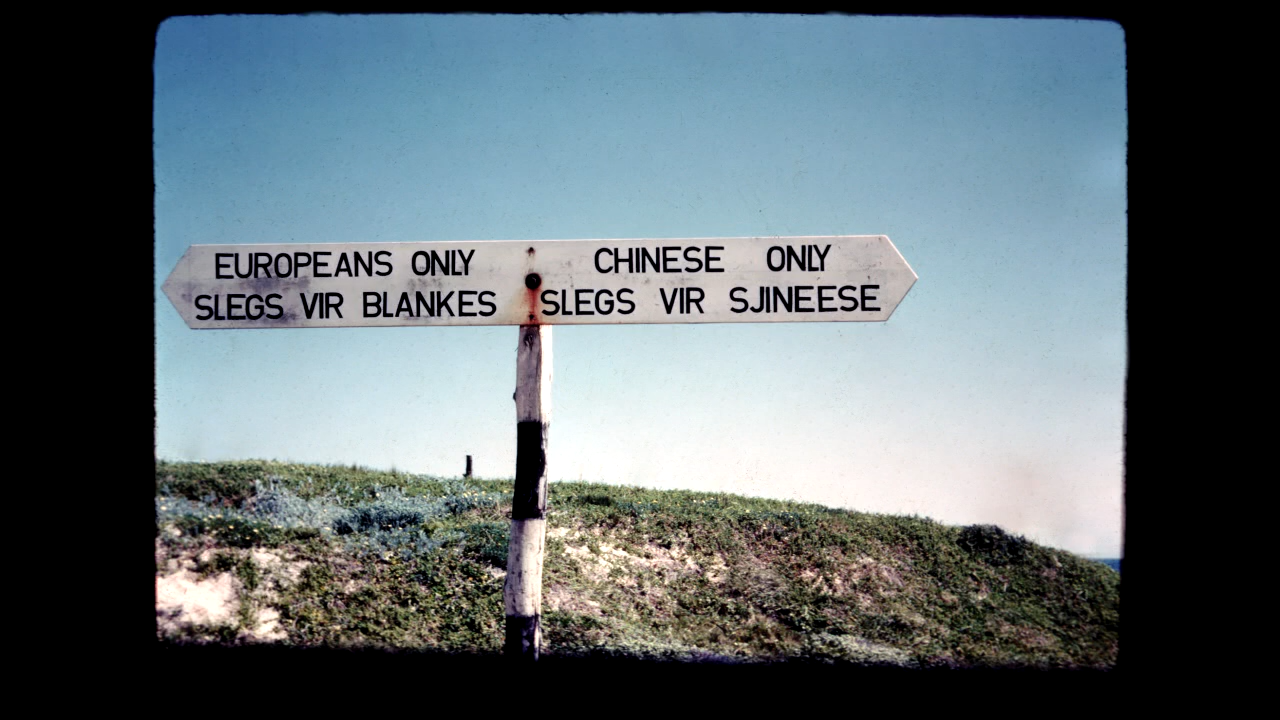 EUROPEANS ONLY
SLEGS VIR BLANKES
CHINESE ONLY
SLEGS VIR SJINEESE